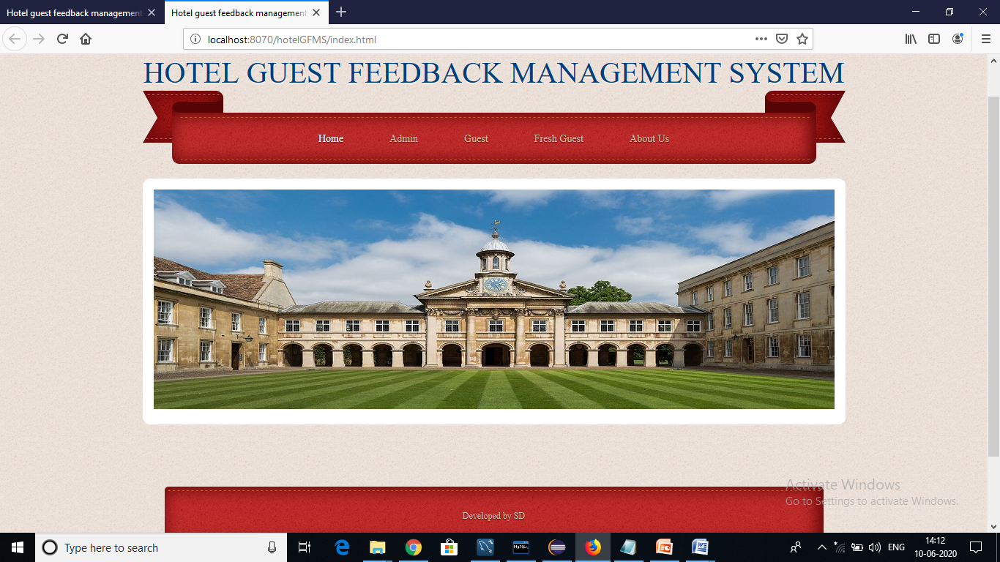 Hotel guest feedback management
Hotel guest feedback management
localhost:8070/hotelGFMS/index.html
HOTEL GUEST FEEDBACK MANAGEMENT SYSTEM
Home Admin Guest Fresh Guest About Us
Activate Windows
Go to Settings to activate Windows.
Developed by SD
Type here to search
ENG
14:12
10-06-2020